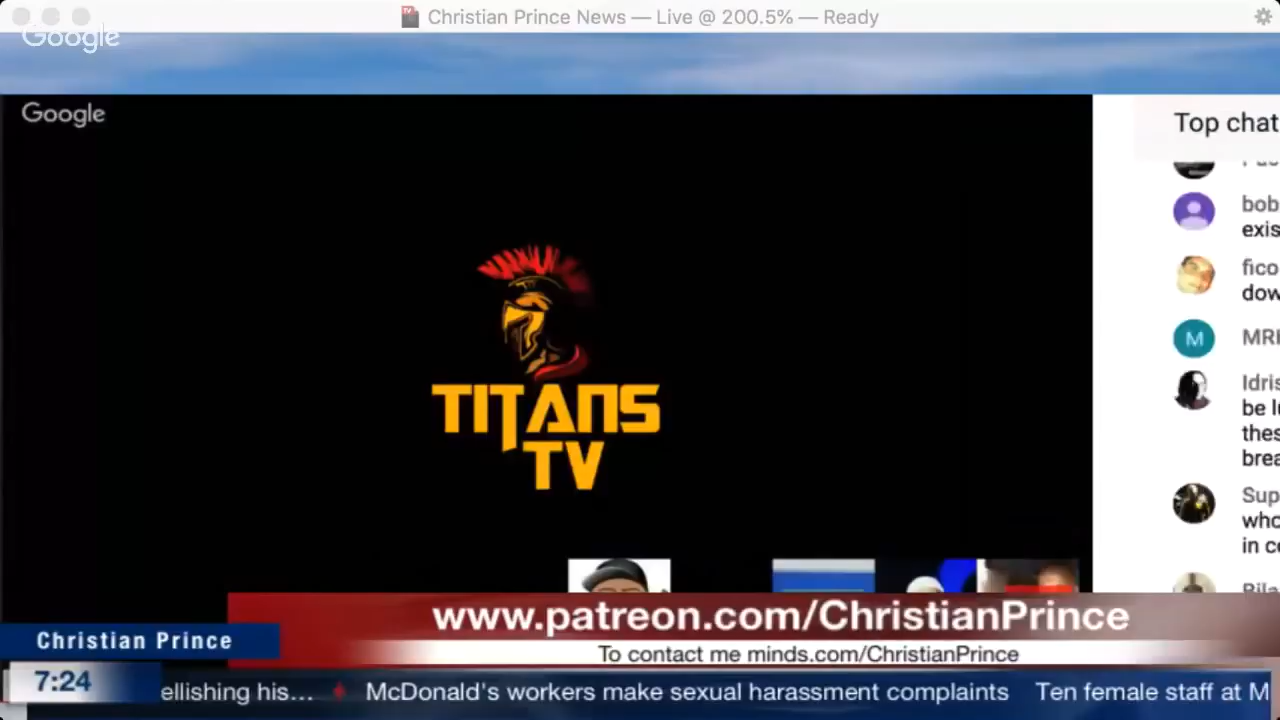 Christian Prince News — Live @ 200.5% — Ready
Google
Google
TITANS
TV
Top chat
bob
exis
fico
dow
M
Idris
be l
thes
brea
Sup
who
in c
www.patreon.com/ChristianPrince
Christian Prince
To contact me minds.com/ChristianPrince
7:24
ellishing his... McDonald's workers make sexual harassment complaints Ten female staff at M